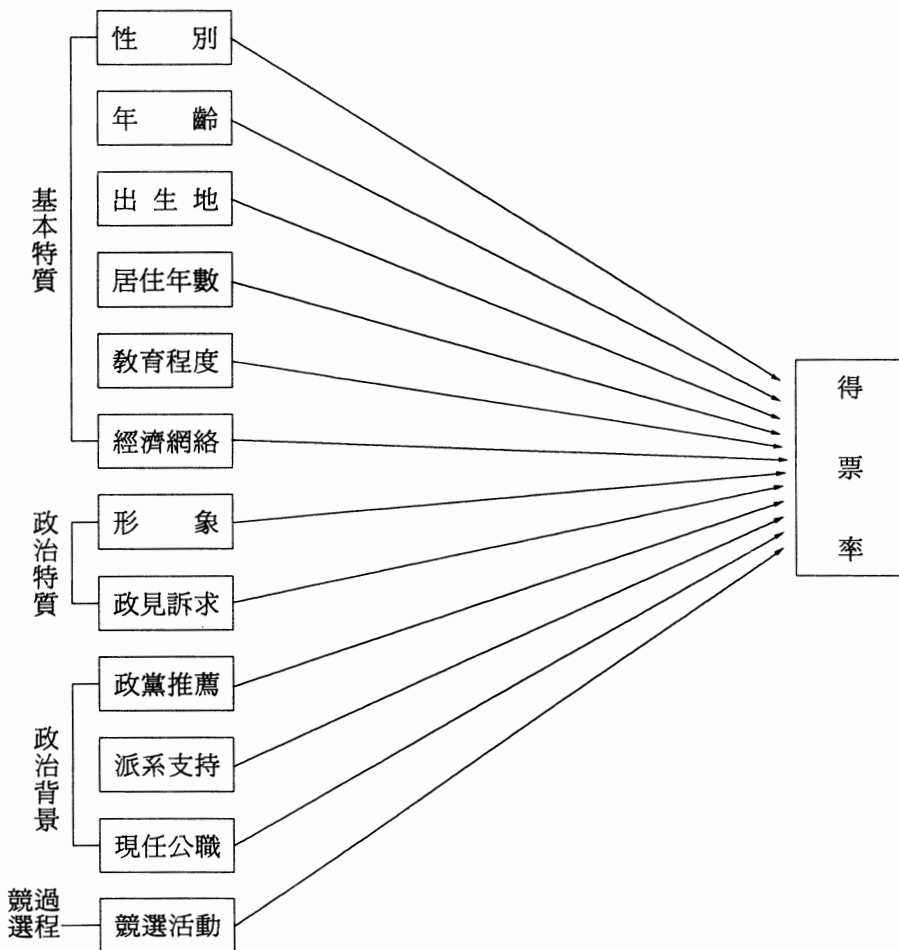 基本特質
性別
年齡
出生地
居住年數
教育程度
經濟網絡
政治特質
形象
政見訴求
政治背景
政黨推薦
派系支持
現任公職
競選過程
競選活動
得票率